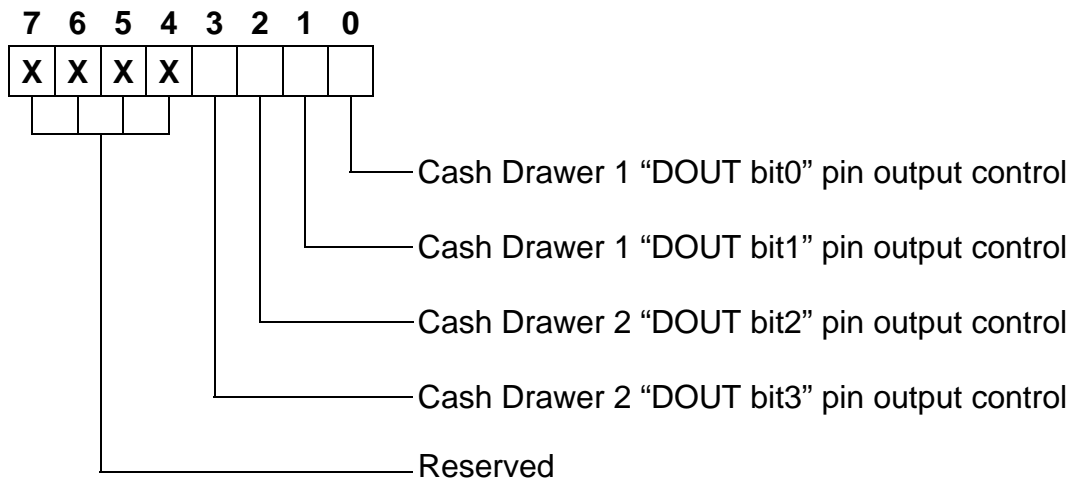 7 6 5 4 3 2 1 0
X X X X
Cash Drawer 1 “DOUT bit0” pin output control
Cash Drawer 1 “DOUT bit1” pin output control
Cash Drawer 2 “DOUT bit2” pin output control
Cash Drawer 2 “DOUT bit3” pin output control
Reserved